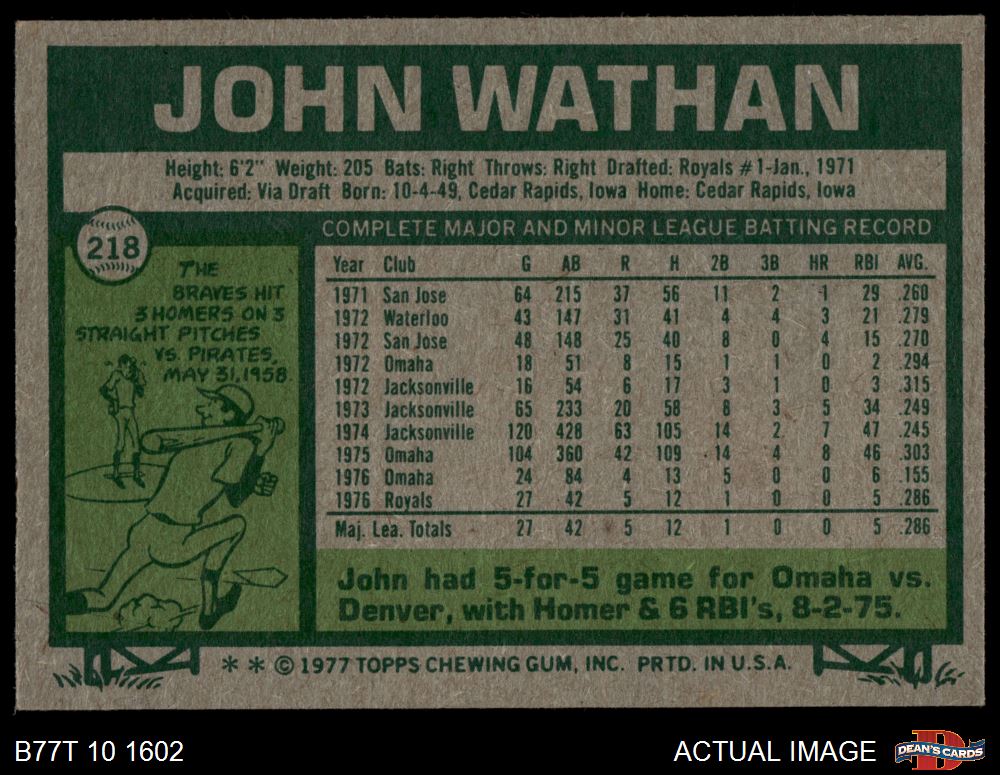 JOHN WATHAN
Height: 6'2" Weight: 205 Bats: Right Throws: Right Drafted: Royals #1-Jan., 1971
Acquired: Via Draft Born: 10-4-49, Cedar Rapids, Iowa Home: Cedar Rapids, Iowa
218
THE
BRAVES HIT
3 HOMERS ON 3
STRAIGHT PITCHES
VS. PIRATES,
MAY 31, 1958.
COMPLETE MAJOR AND MINOR LEAGUE BATTING RECORD
Year Club G AB R H 2B 3B HR RBI AVG.
1971 San Jose 64 215 37 56 11 2 1 29 .260
1972 Waterloo 43 147 31 41 4 4 3 21 .279
1972 San Jose 48 148 25 40 8 0 4 15 .270
1972 Omaha 18 51 8 15 1 1 0 2 .294
1972 Jacksonville 16 54 6 17 3 1 0 3 .315
1973 Jacksonville 65 233 20 58 8 3 5 34 .249
1974 Jacksonville 120 428 63 105 14 2 7 47 .245
1975 Omaha 104 360 42 109 14 4 8 46 .303
1976 Omaha 24 84 4 13 5 0 0 6 .155
1976 Royals 27 42 5 12 1 0 0 5 .286
Maj. Lea. Totals 27 42 5 12 1 0 0 5 .286
John had 5-for-5 game for Omaha vs.
Denver, with Homer & 6 RBI's, 8-2-75.
* * © 1977 TOPPS CHEWING GUM, INC. PRTD. IN U.S.A.
B77T 10 1602
ACTUAL IMAGE
D
DEAN'S CARDS